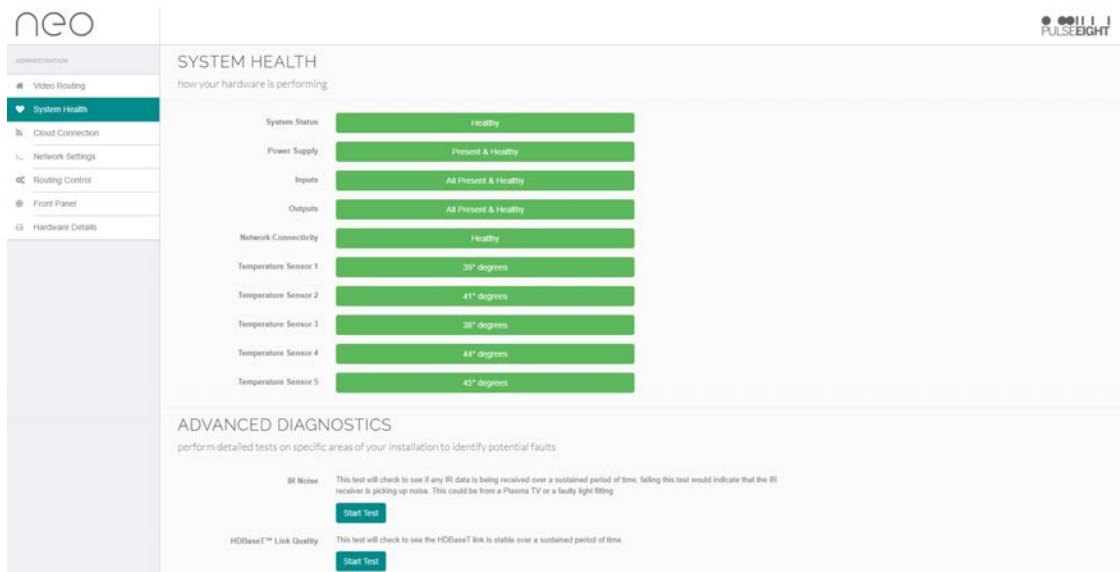 neo
PULSEEIGHT
ADMINISTRATION
Video Routing
System Health
Cloud Connection
Network Settings
Routing Control
Front Panel
Hardware Details
SYSTEM HEALTH
how your hardware is performing
System Status Healthy
Power Supply Present & Healthy
Inputs All Present & Healthy
Outputs All Present & Healthy
Network Connectivity Healthy
Temperature Sensor 1 39° degrees
Temperature Sensor 2 41° degrees
Temperature Sensor 3 38° degrees
Temperature Sensor 4 44° degrees
Temperature Sensor 5 45° degrees
ADVANCED DIAGNOSTICS
perform detailed tests on specific areas of your installation to identify potential faults
IR Noise This test will check to see if any IR data is being received over a sustained period of time, failing this test would indicate that the IR
receiver is picking up noise. This could be from a Plasma TV or a faulty light fitting
Start Test
HDBaseT™ Link Quality This test will check to see the HDBaseT link is stable over a sustained period of time.
Start Test